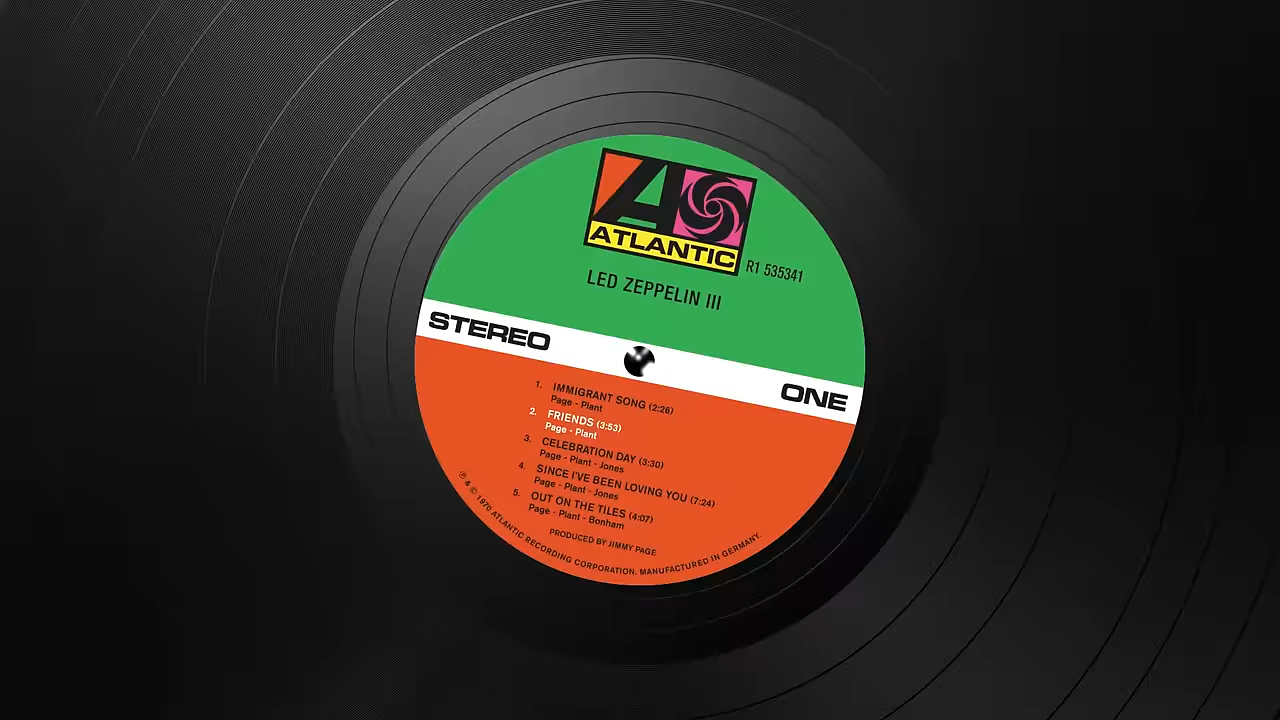 A
ATLANTIC
R1 535341
LED ZEPPELIN III
STEREO
ONE
1. IMMIGRANT SONG (2:26)
Page - Plant
2. FRIENDS (3:53)
Page - Plant
3. CELEBRATION DAY (3:30)
Page - Plant - Jones
4. SINCE I'VE BEEN LOVING YOU (7:24)
Page - Plant - Jones
5. OUT ON THE TILES (4:07)
Page - Plant - Bonham
PRODUCED BY JIMMY PAGE
℗ & © 1970 ATLANTIC RECORDING CORPORATION. MANUFACTURED IN GERMANY.